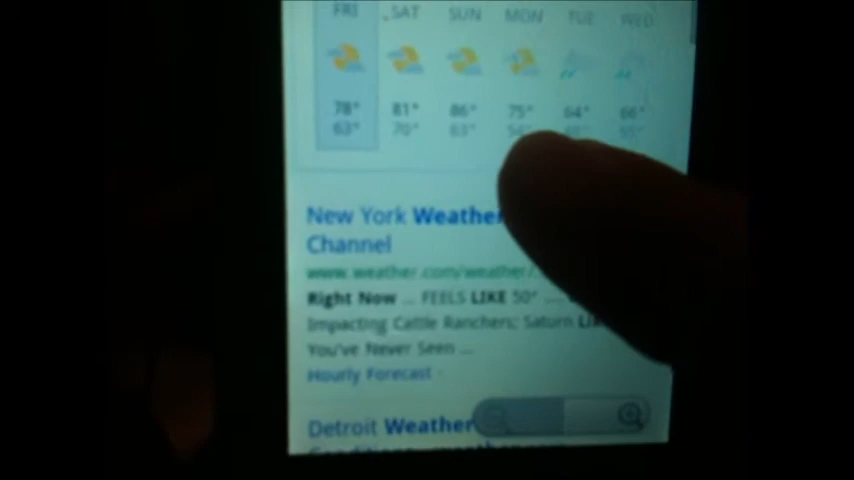 FRI SAT SUN MON TUE WED
78° 81° 86° 75° 64° 66°
63° 70° 63°
New York Weather
Channel
www.weather.com/weather/
Right Now ... FEELS LIKE 50° ....
Impacting Cattle Ranchers; Saturn
You've Never Seen ...
Hourly Forecast -
Detroit Weather